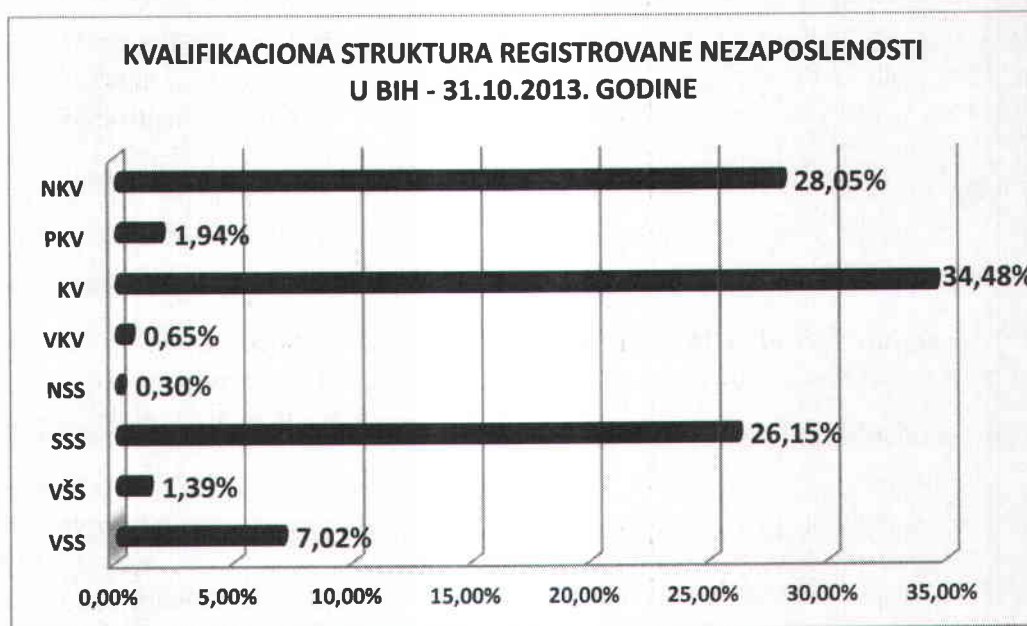 KVALIFIKACIONA STRUKTURA REGISTROVANE NEZAPOSLENOSTI
U BIH - 31.10.2013. GODINE
NKV 28,05%
PKV 1,94%
KV 34,48%
VKV 0,65%
NSS 0,30%
SSS 26,15%
VŠS 1,39%
VSS 7,02%
0,00% 5,00% 10,00% 15,00% 20,00% 25,00% 30,00% 35,00%